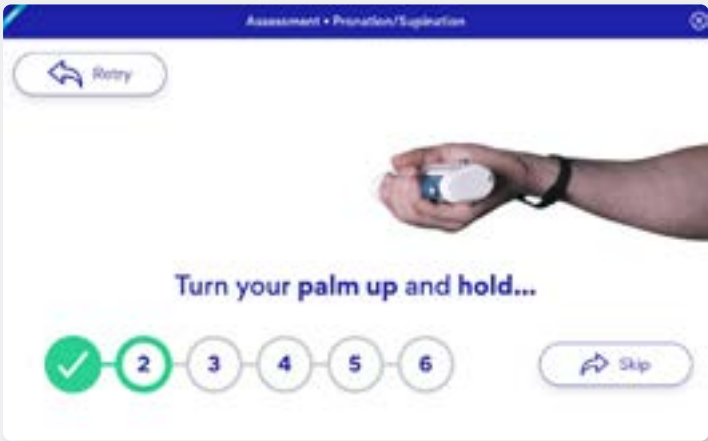 Assessment • Pronation/Supination
Retry
Turn your palm up and hold...
2 3 4 5 6
Skip